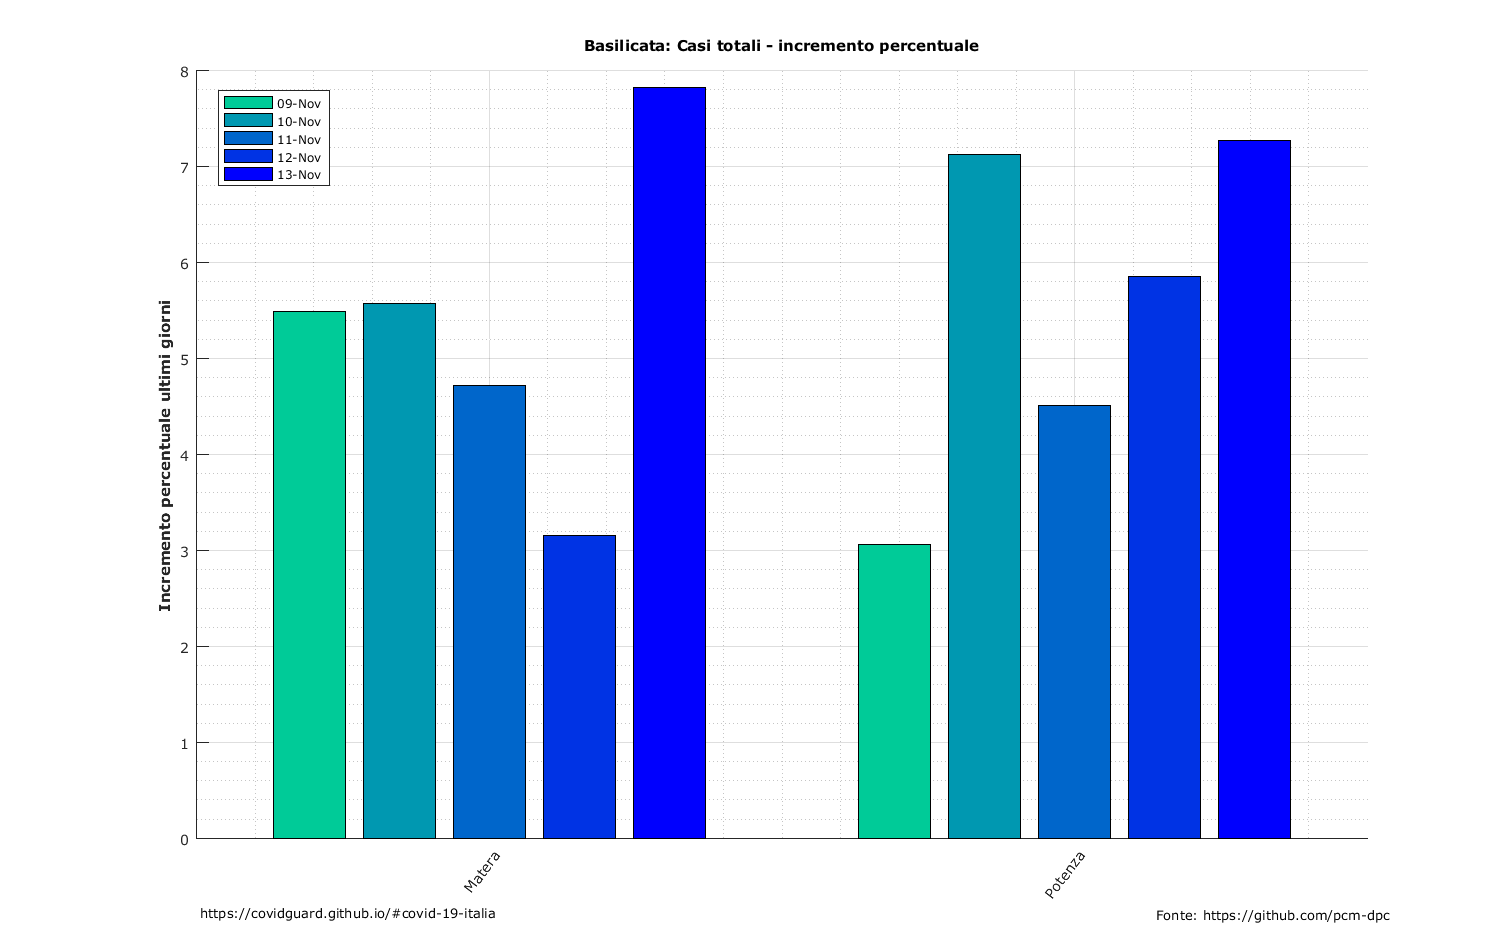 Basilicata: Casi totali - incremento percentuale
Incremento percentuale ultimi giorni
8
7
6
5
4
3
2
1
0
09-Nov
10-Nov
11-Nov
12-Nov
13-Nov
Matera
Potenza
https://covidguard.github.io/#covid-19-italia
Fonte: https://github.com/pcm-dpc